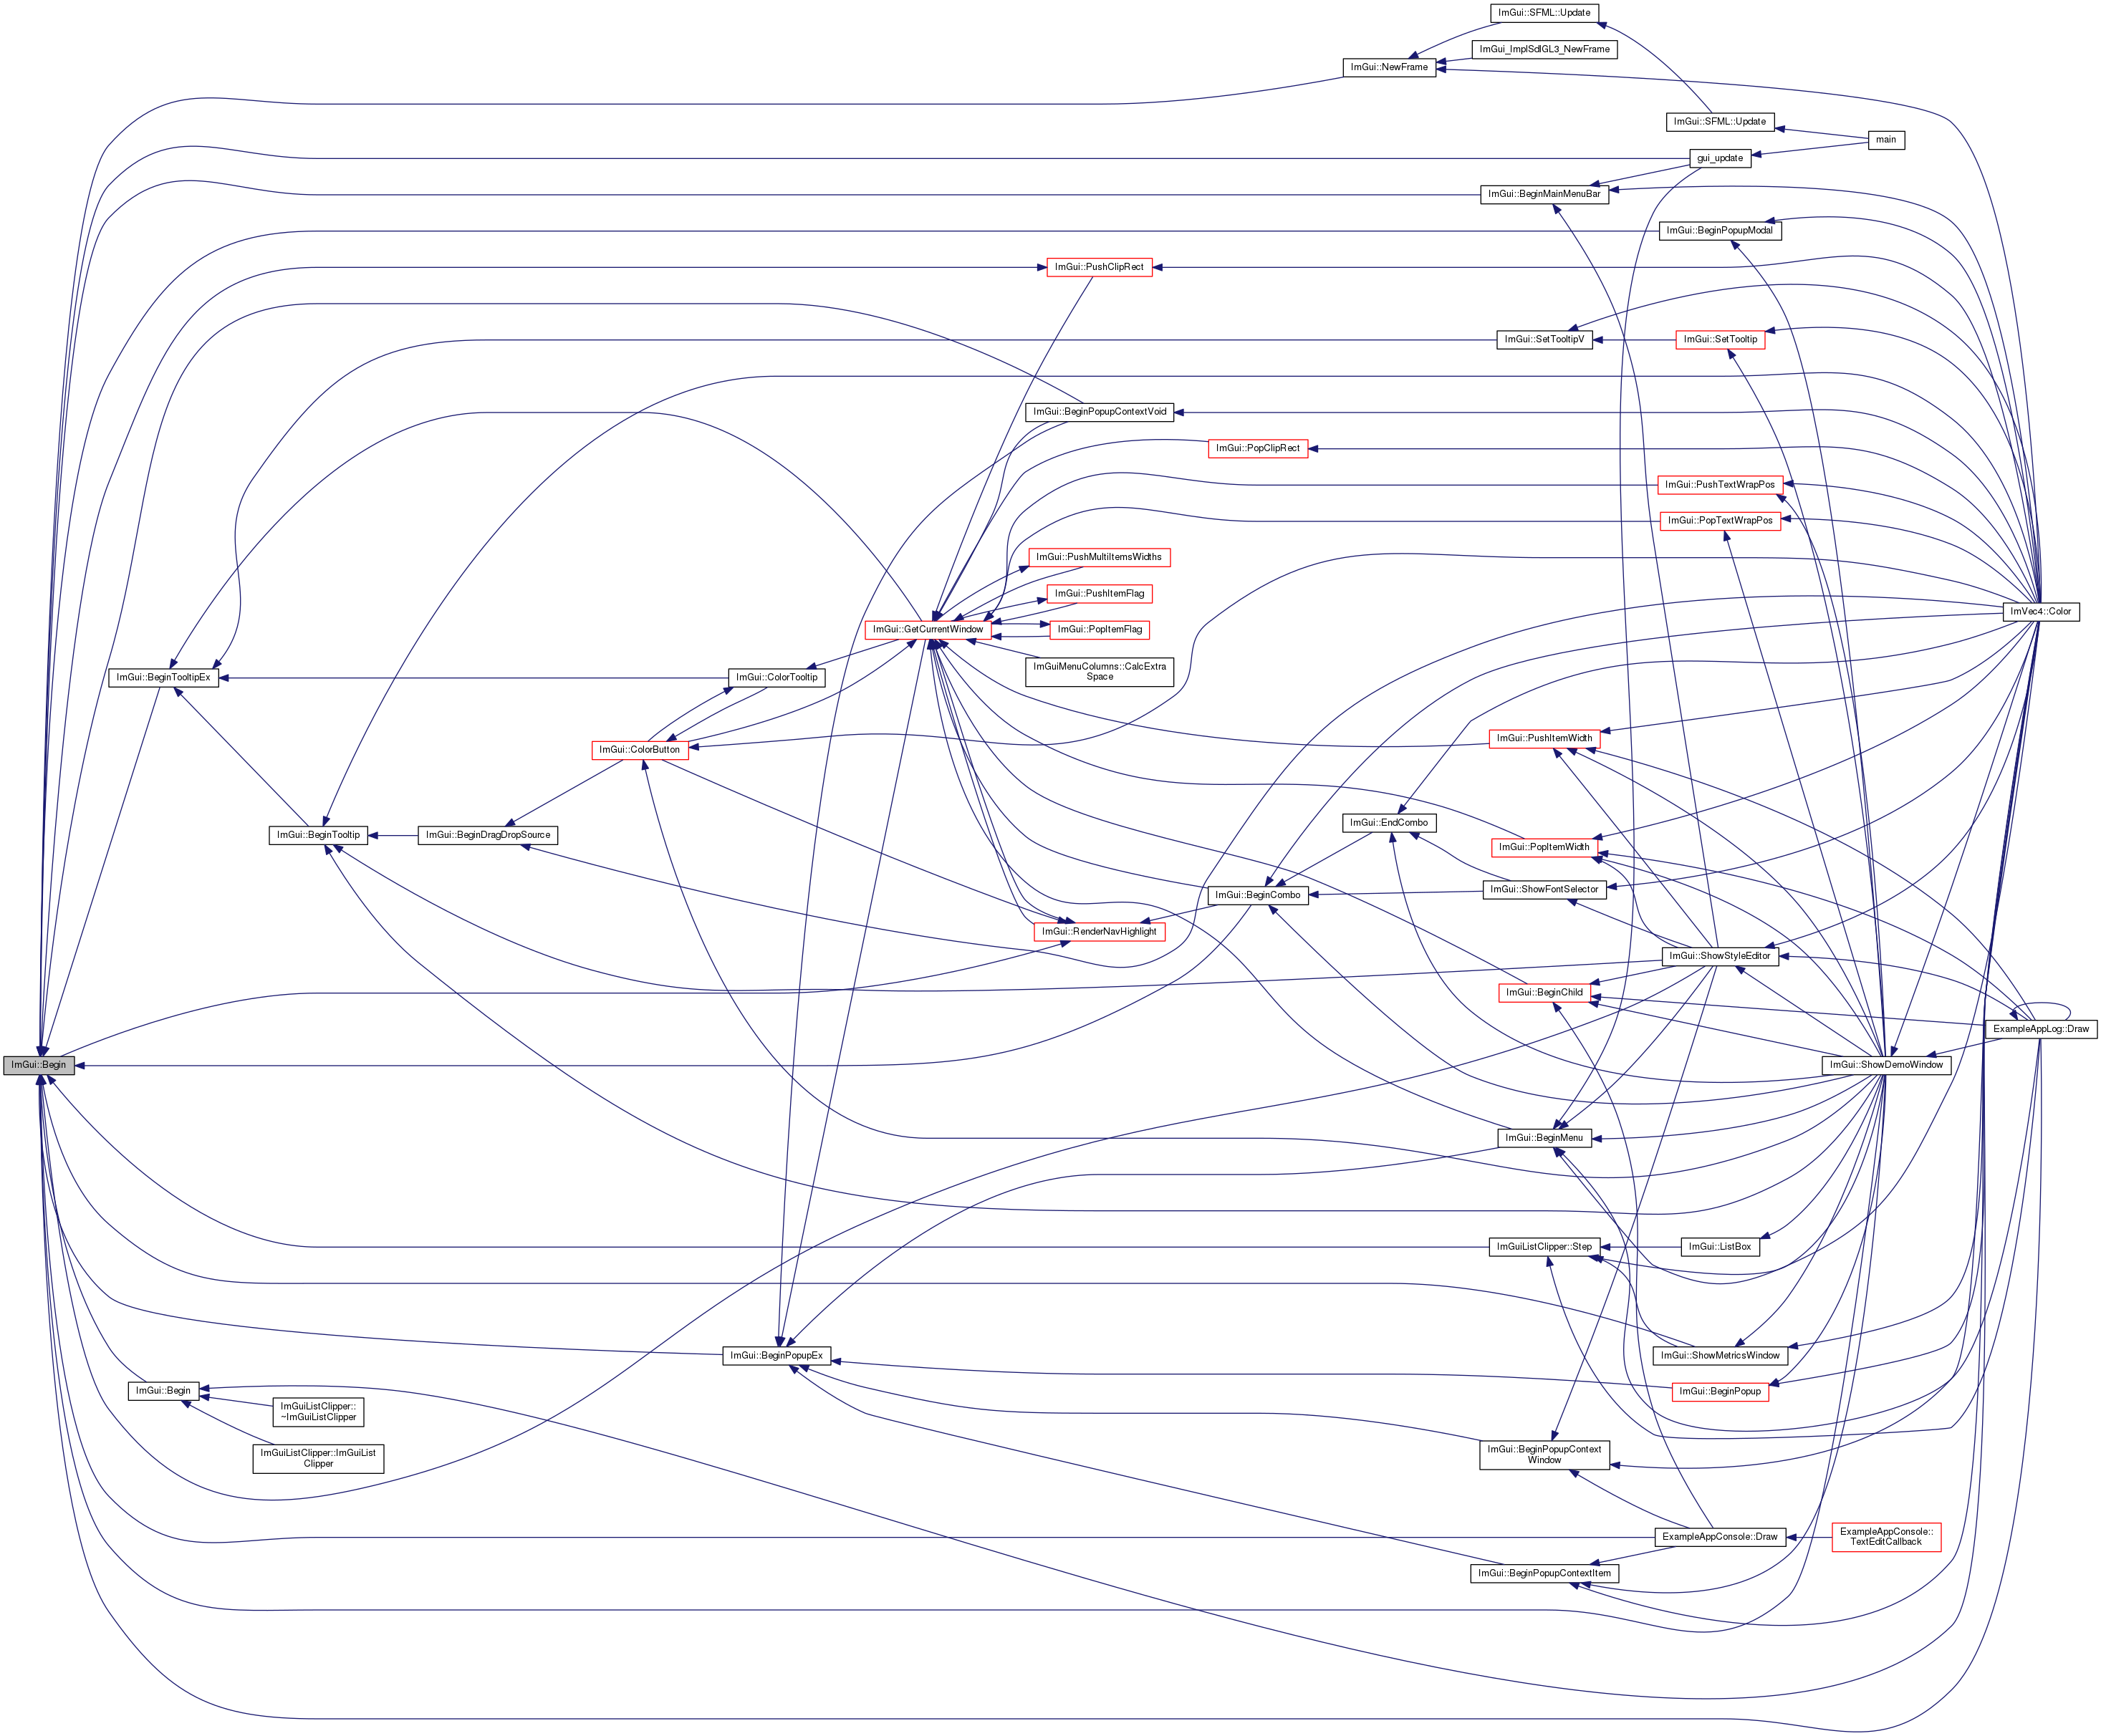 ImGui::SFML::Update
ImGui_ImplSdlGL3_NewFrame
ImGui::NewFrame
ImGui::SFML::Update
main
gui_update
ImGui::BeginMainMenuBar
ImGui::BeginPopupModal
ImGui::PushClipRect
ImGui::SetTooltipV
ImGui::SetTooltip
ImGui::BeginPopupContextVoid
ImGui::PopClipRect
ImGui::PushTextWrapPos
ImGui::PopTextWrapPos
ImGui::PushMultiItemsWidths
ImGui::PushItemFlag
ImVec4::Color
ImGui::GetCurrentWindow
ImGui::PopItemFlag
ImGuiMenuColumns::CalcExtra
Space
ImGui::BeginTooltipEx
ImGui::ColorTooltip
ImGui::PushItemWidth
ImGui::ColorButton
ImGui::EndCombo
ImGui::BeginTooltip
ImGui::BeginDragDropSource
ImGui::PopItemWidth
ImGui::ShowFontSelector
ImGui::BeginCombo
ImGui::RenderNavHighlight
ImGui::ShowStyleEditor
ImGui::BeginChild
ExampleAppLog::Draw
ImGui::Begin
ImGui::ShowDemoWindow
ImGui::BeginMenu
ImGuiListClipper::Step
ImGui::ListBox
ImGui::BeginPopupEx
ImGui::ShowMetricsWindow
ImGui::Begin
ImGui::BeginPopup
ImGuiListClipper::
~ImGuiListClipper
ImGuiListClipper::ImGuiList
Clipper
ImGui::BeginPopupContext
Window
ExampleAppConsole::Draw
ExampleAppConsole::
TextEditCallback
ImGui::BeginPopupContextItem